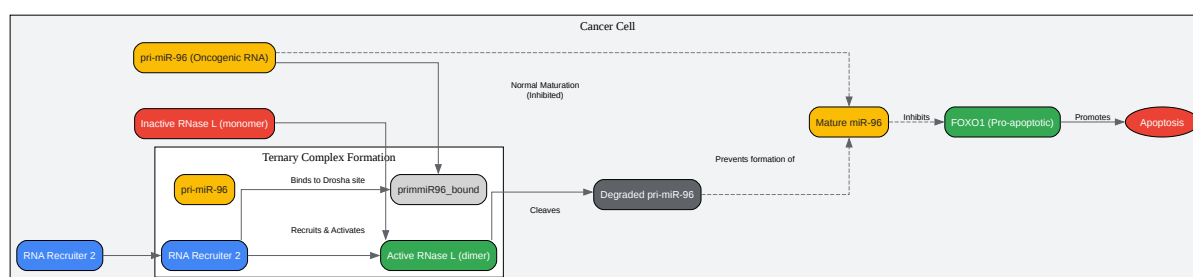 Cancer Cell
pri-miR-96 (Oncogenic RNA)
Normal Maturation
(Inhibited)
Inactive RNase L (monomer)
Mature miR-96
Inhibits
FOXO1 (Pro-apoptotic)
Promotes
Apoptosis
Ternary Complex Formation
Prevents formation of
pri-miR-96
Binds to Drosha site
primmiR96_bound
Degraded pri-miR-96
Cleaves
Recruits & Activates
RNA Recruiter 2
RNA Recruiter 2
Active RNase L (dimer)